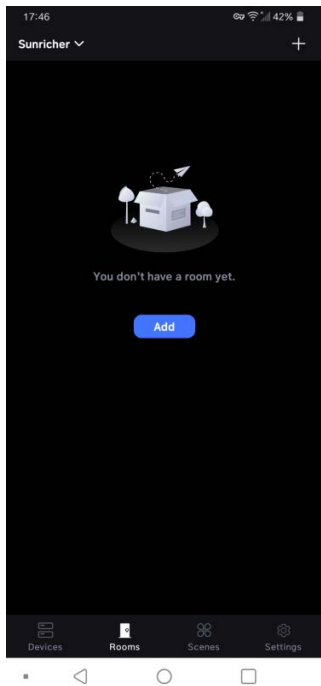 17:46
42%
Sunricher
You don't have a room yet.
Add
Devices Rooms Scenes Settings